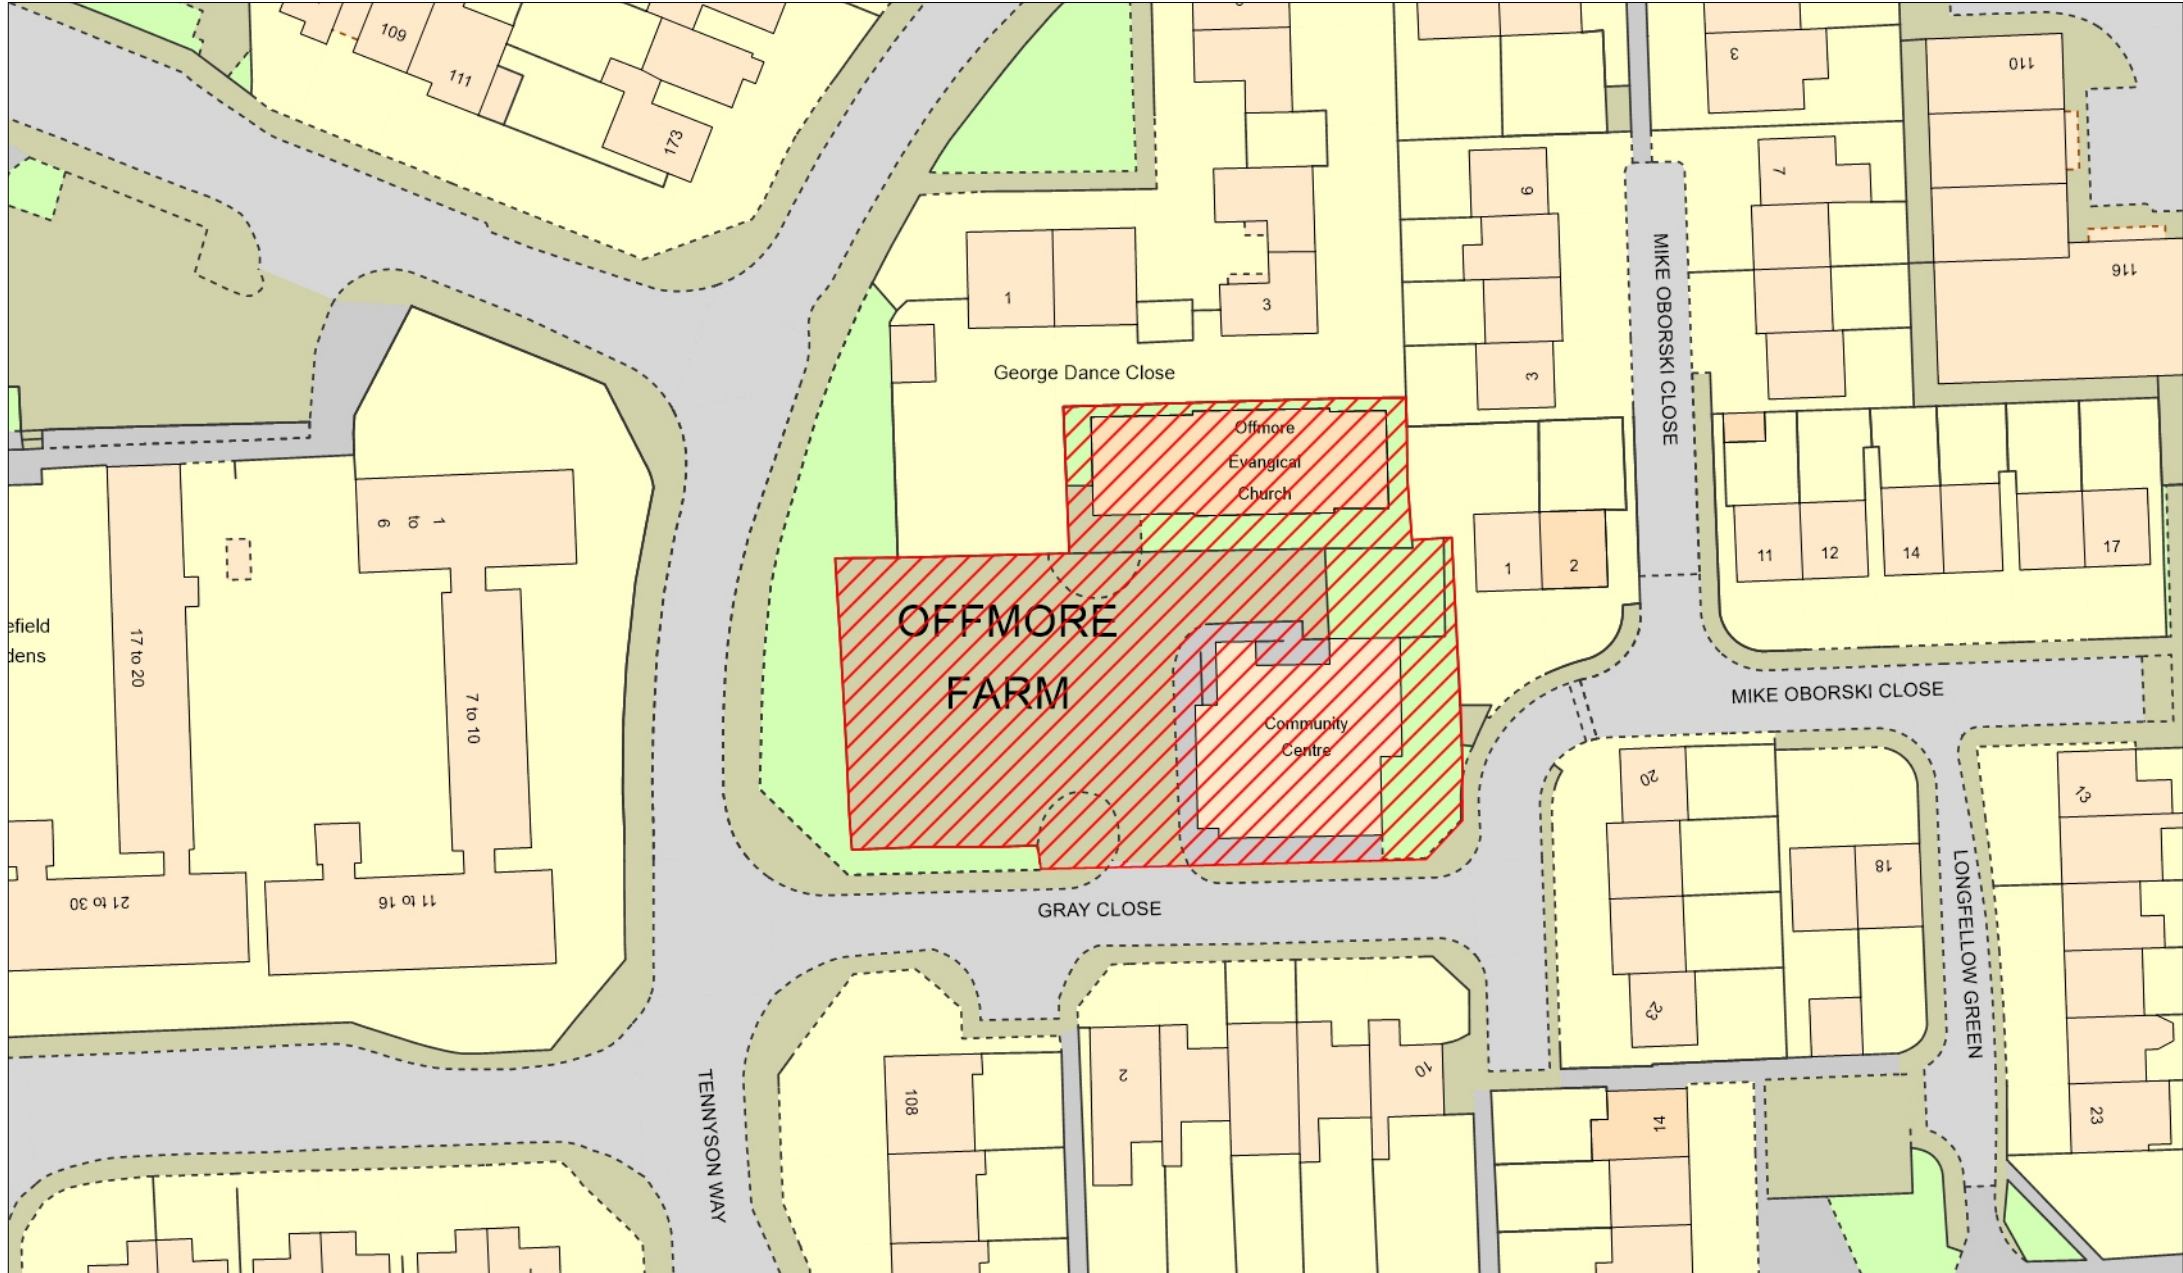 109
111
173
3
110
9
7
116
1
3
George Dance Close
3
MIKE OBORSKI CLOSE
Offmore
Evangical
Church
6 to 1
17 to 20
7 to 10
efield
dens
OFFMORE
FARM
Community
Centre
1
2
11
12
14
17
MIKE OBORSKI CLOSE
20
13
18
21 to 30
11 to 16
GRAY CLOSE
LONGFELLOW GREEN
23
2
10
108
14
23
TENNYSON WAY